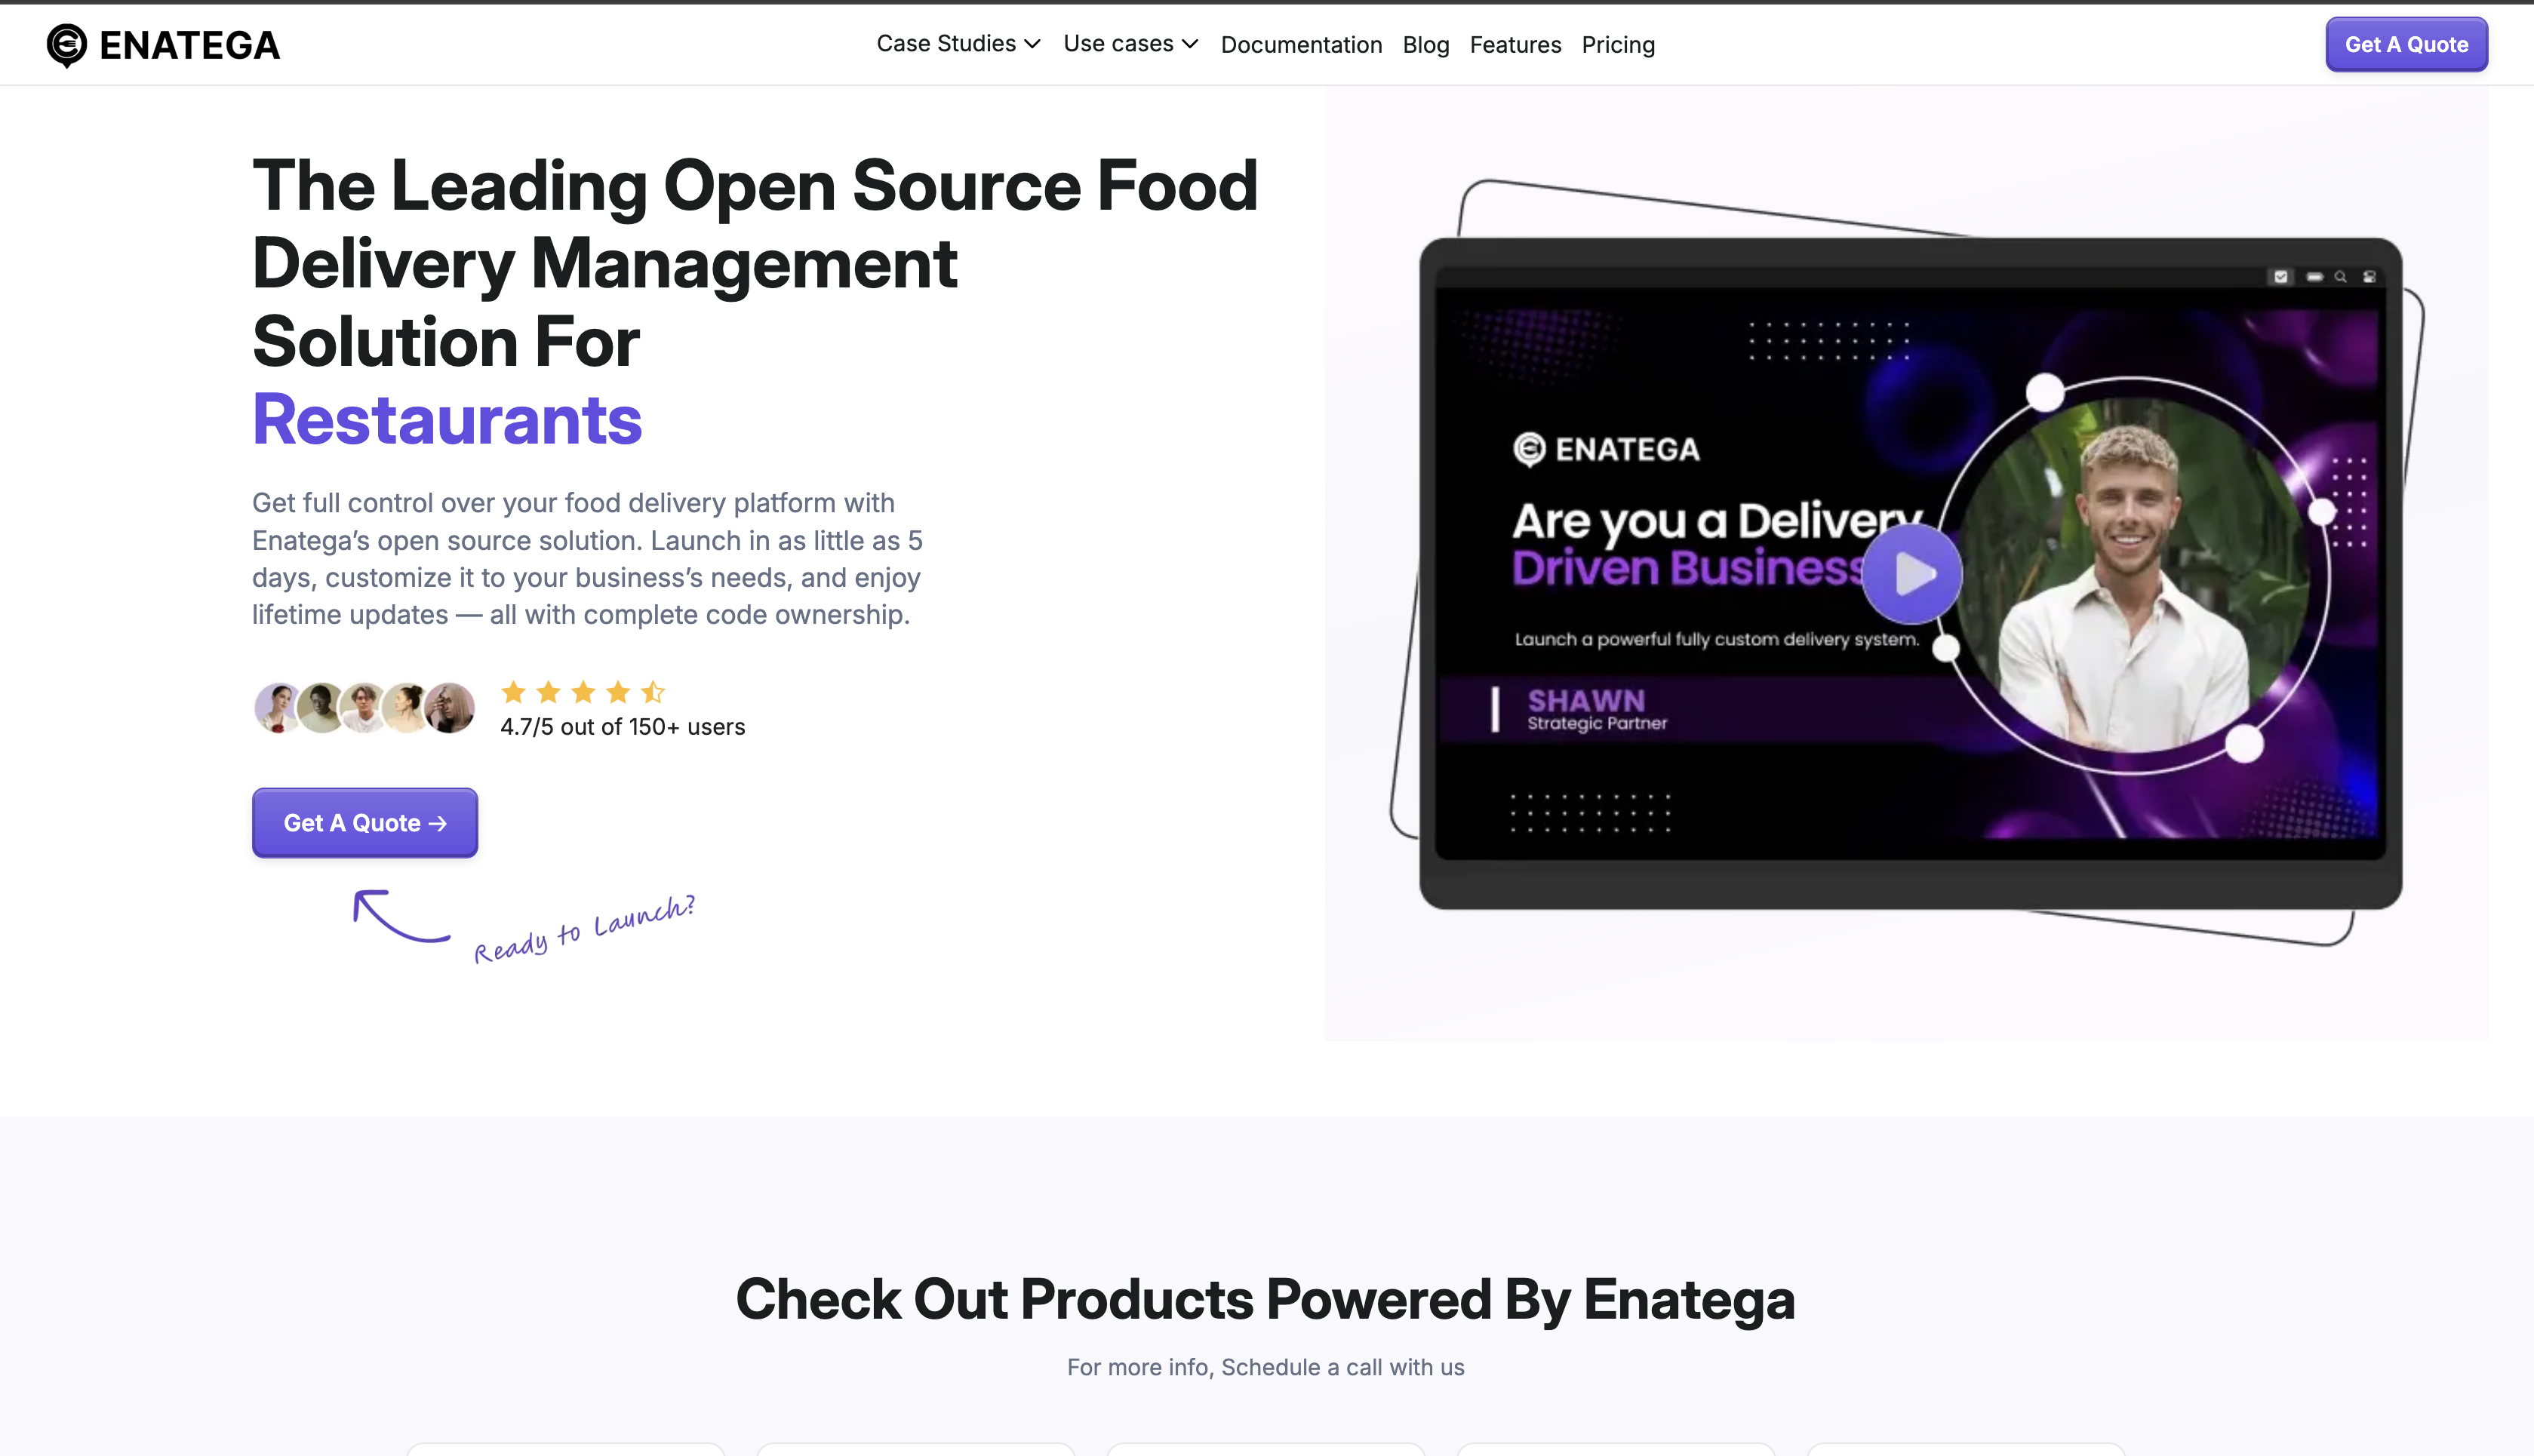 ENATEGA
Case Studies
Use cases
Documentation
Blog
Features
Pricing
Get A Quote
The Leading Open Source Food
Delivery Management
Solution For
Restaurants
Get full control over your food delivery platform with
Enatega’s open source solution. Launch in as little as 5
days, customize it to your business’s needs, and enjoy
lifetime updates — all with complete code ownership.
4.7/5 out of 150+ users
Get A Quote →
Ready to Launch?
ENATEGA
Are you a Delivery
Driven Business
Launch a powerful fully custom delivery system.
SHAWN
Strategic Partner
Check Out Products Powered By Enatega
For more info, Schedule a call with us